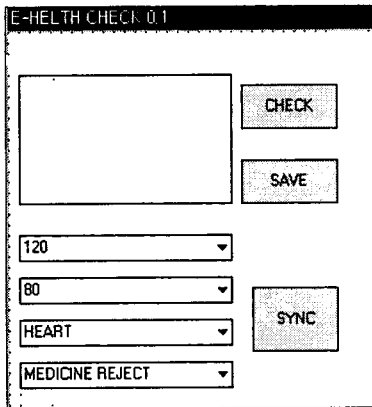 E-HELTH CHECK 0.1
CHECK
SAVE
120
80
SYNC
HEART
MEDICINE REJECT